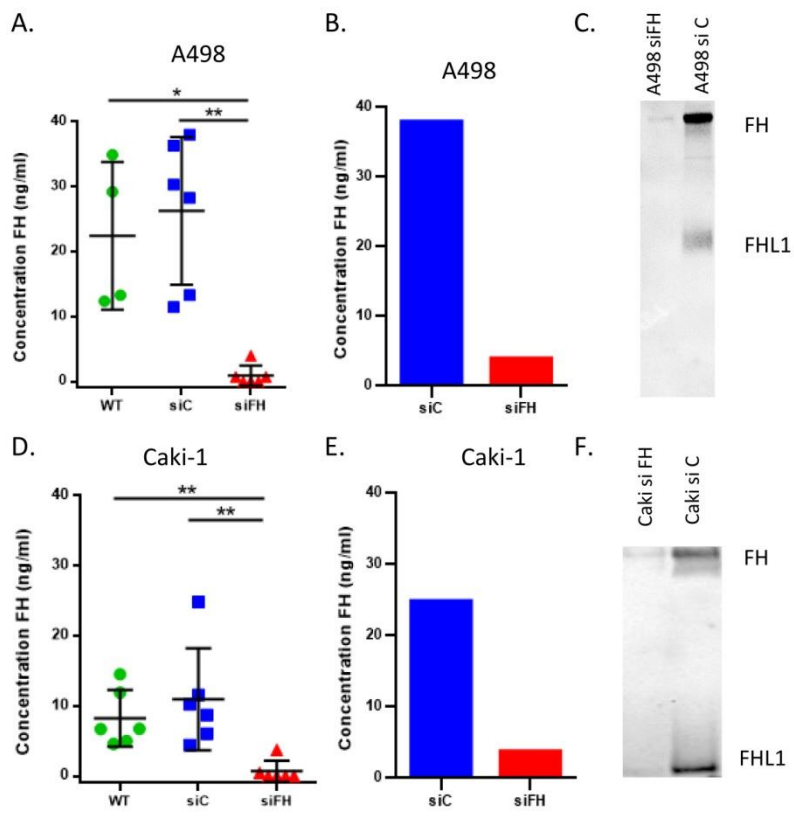 A.
A498
*
**
Concentration FH (ng/ml)
40
30
20
10
0
WT siC siFH
B.
A498
Concentration FH (ng/ml)
40
30
20
10
0
siC siFH
C.
A498 siFH
A498 si C
FH
FHL1
D.
Caki-1
**
**
Concentration FH (ng/ml)
40
30
20
10
0
WT siC siFH
E.
Caki-1
Concentration FH (ng/ml)
40
30
20
10
0
siC siFH
F.
Caki si FH
Caki si C
FH
FHL1